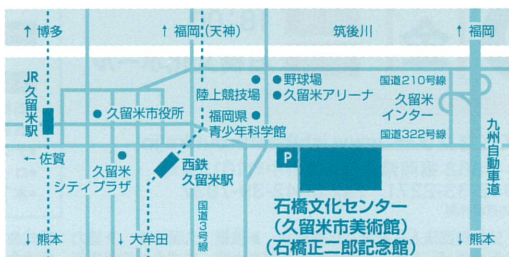 ↑ 博多
↑ 福岡(天神)
筑後川
↑ 福岡
JR
久留米駅
久留米市役所
陸上競技場
野球場
久留米アリーナ
福岡県
青少年科学館
国道210号線
久留米
インター
国道322号線
九州自動車道
← 佐賀
久留米
シティプラザ
西鉄
久留米駅
P
国道3号線
石橋文化センター
(久留米市美術館)
(石橋正二郎記念館)
↓ 熊本
↓ 大牟田
↓ 熊本